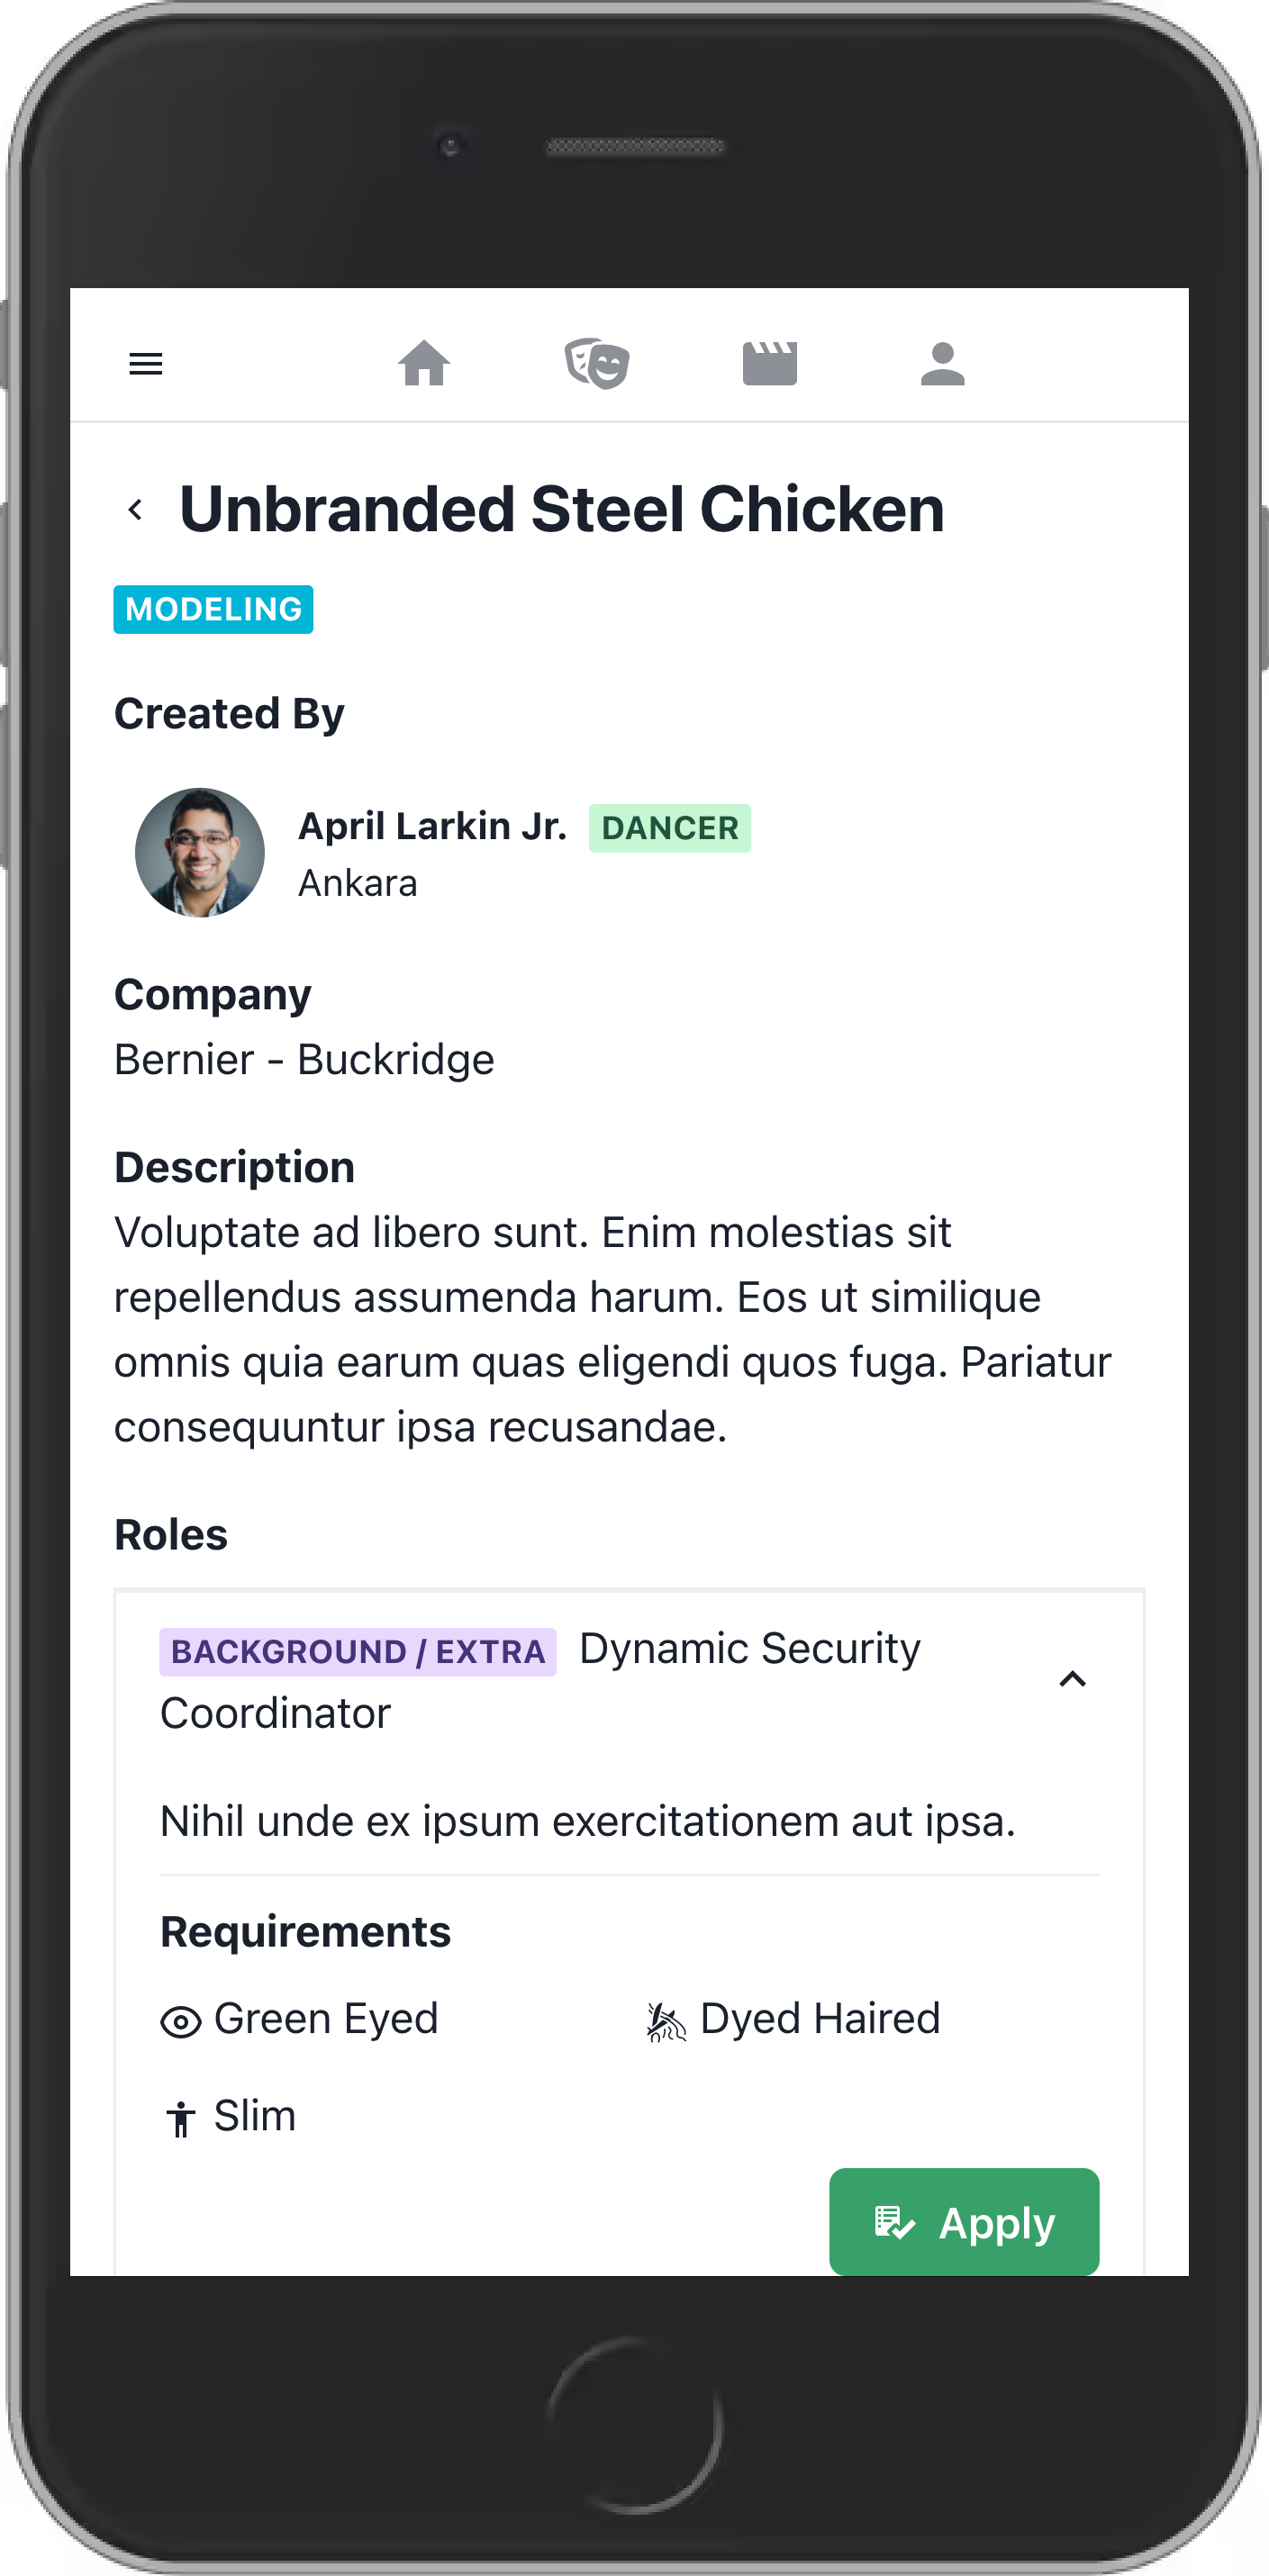 Unbranded Steel Chicken
MODELING
Created By
April Larkin Jr. DANCER
Ankara
Company
Bernier - Buckridge
Description
Voluptate ad libero sunt. Enim molestias sit
repellendus assumenda harum. Eos ut similique
omnis quia earum quas eligendi quos fuga. Pariatur
consequuntur ipsa recusandae.
Roles
BACKGROUND / EXTRA Dynamic Security
Coordinator
Nihil unde ex ipsum exercitationem aut ipsa.
Requirements
Green Eyed Dyed Haired
Slim
Apply